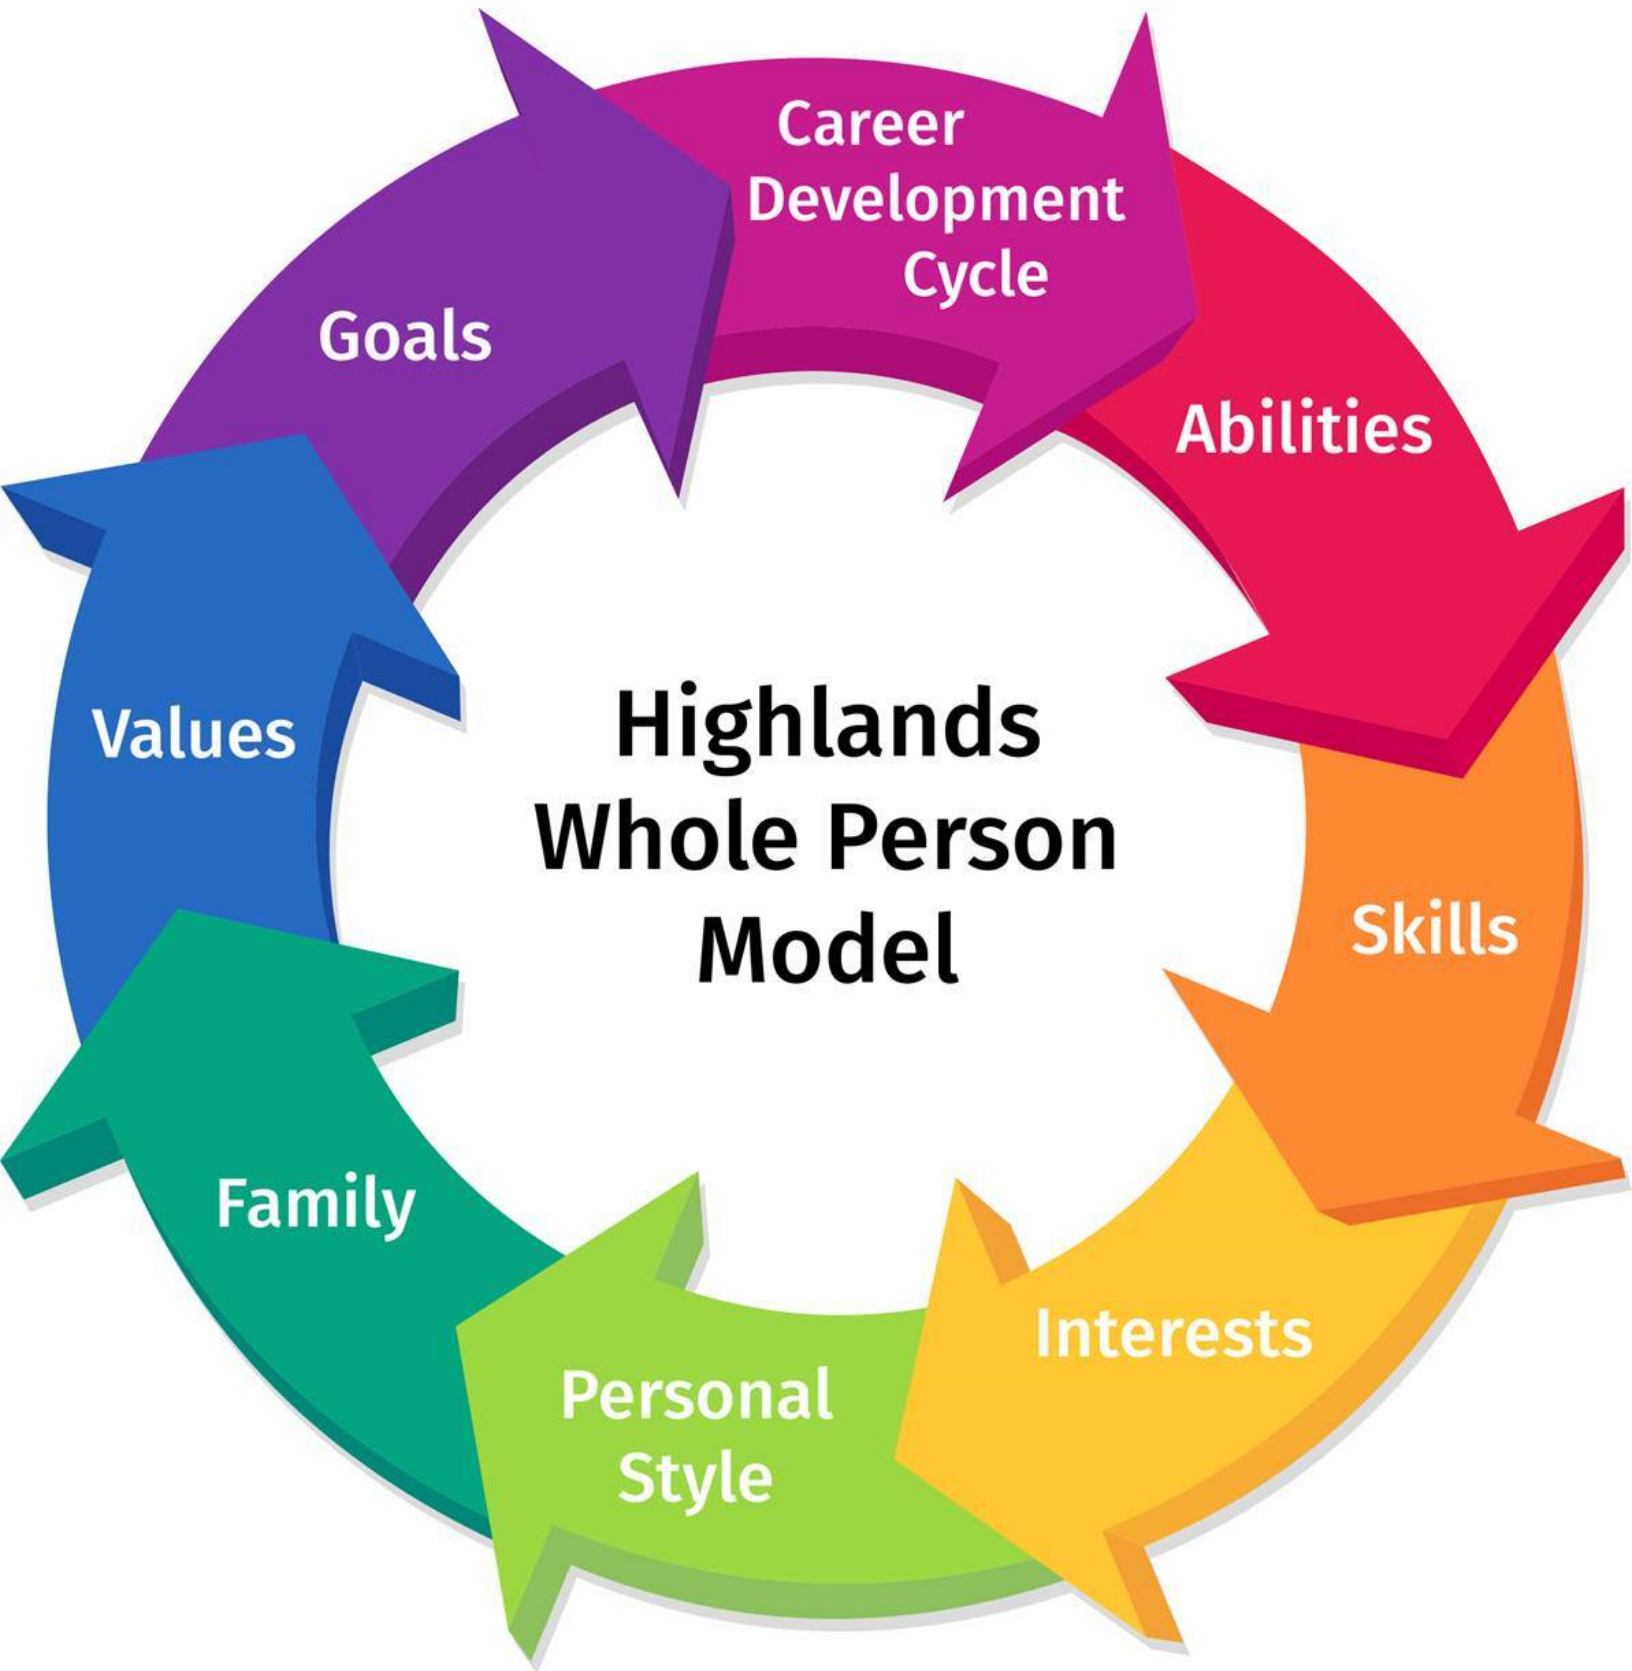 Career
Development
Cycle
Goals
Abilities
Highlands
Whole Person
Model
Values
Skills
Family
Interests
Personal
Style